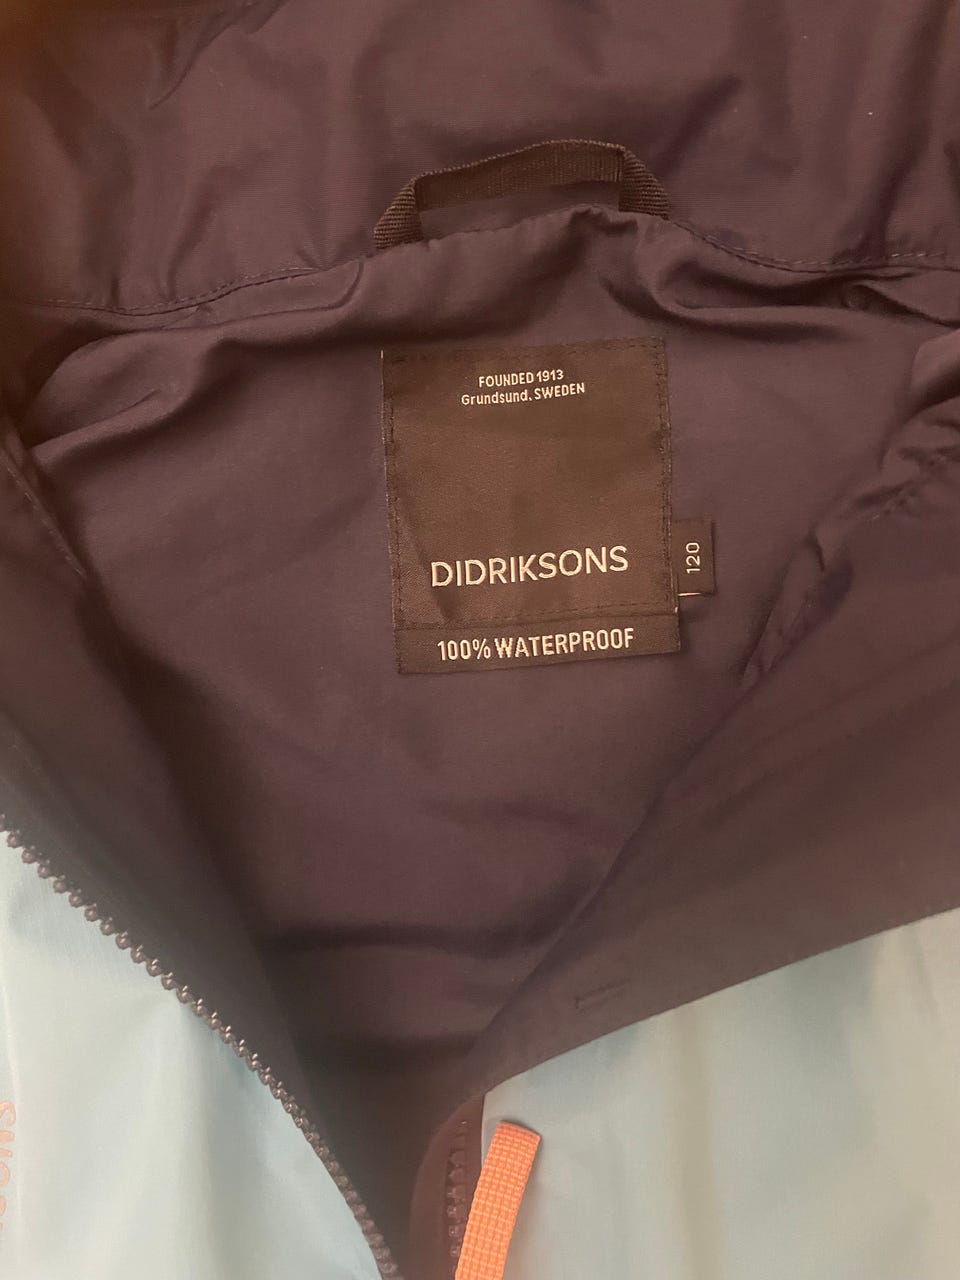 FOUNDED 1913
Grundsund. SWEDEN
DIDRIKSONS
120
100% WATERPROOF